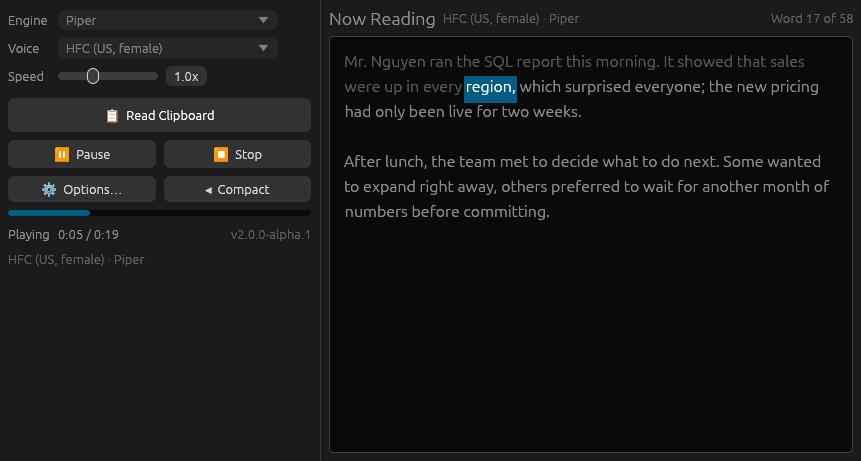 Engine Piper
Voice HFC (US, female)
Speed 1.0x
📋 Read Clipboard
⏸️ Pause
⏹️ Stop
⚙️ Options...
◂ Compact
Playing 0:05 / 0:19 v2.0.0-alpha.1
HFC (US, female) · Piper
Now Reading HFC (US, female) · Piper Word 17 of 58
Mr. Nguyen ran the SQL report this morning. It showed that sales
were up in every region, which surprised everyone; the new pricing
had only been live for two weeks.
After lunch, the team met to decide what to do next. Some wanted
to expand right away, others preferred to wait for another month of
numbers before committing.